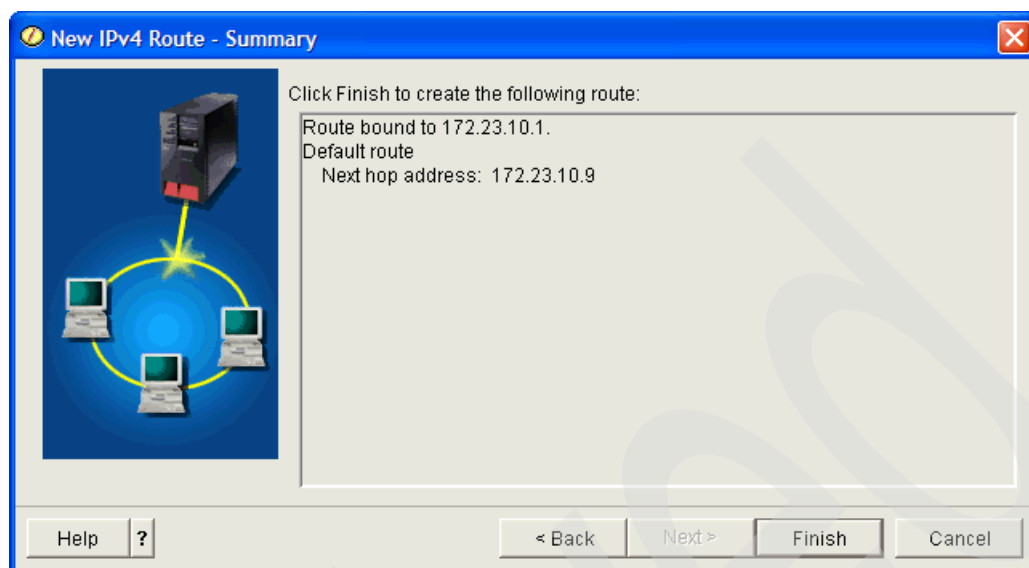 New IPv4 Route - Summary
Click Finish to create the following route:
Route bound to 172.23.10.1.
Default route
Next hop address: 172.23.10.9
Help
?
< Back
Next >
Finish
Cancel